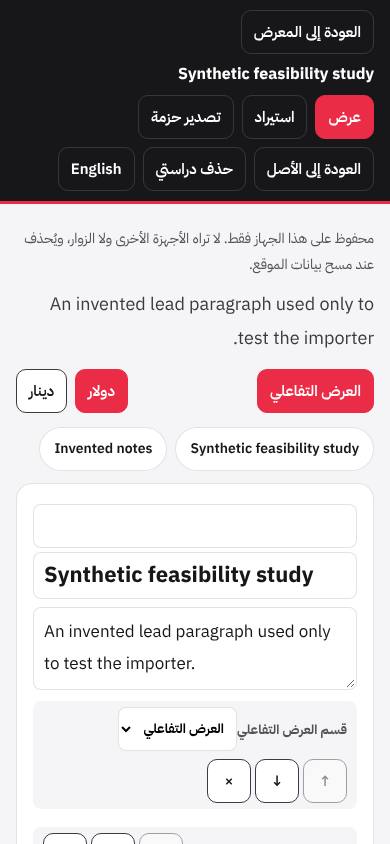 العودة إلى المعرض
Synthetic feasibility study
عرض استيراد تصدير حزمة
العودة إلى الأصل حذف دراستي English
محفوظ على هذا الجهاز فقط. لا تراه الأجهزة الأخرى ولا الزوار، ويُحذف
عند مسح بيانات الموقع.
An invented lead paragraph used only to
test the importer.
العرض التفاعلي دولار دينار
Synthetic feasibility study Invented notes
Synthetic feasibility study
An invented lead paragraph used only
to test the importer.
قسم العرض التفاعلي العرض التفاعلي
↑ ↓ ×